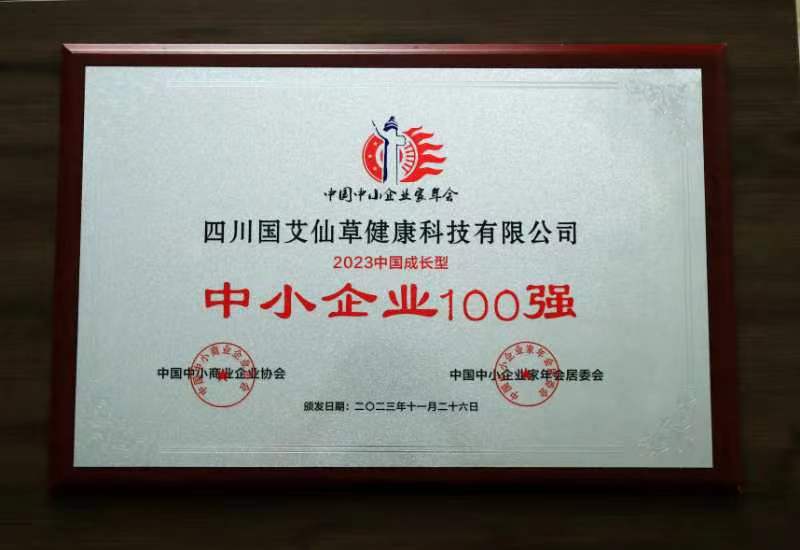 中国中小企业家年会
四川国艾仙草健康科技有限公司
2023中国成长型
中小企业100强
中国中小商业企业协会
中国中小企业家年会居委会
颁发日期：二〇二三年十一月二十六日